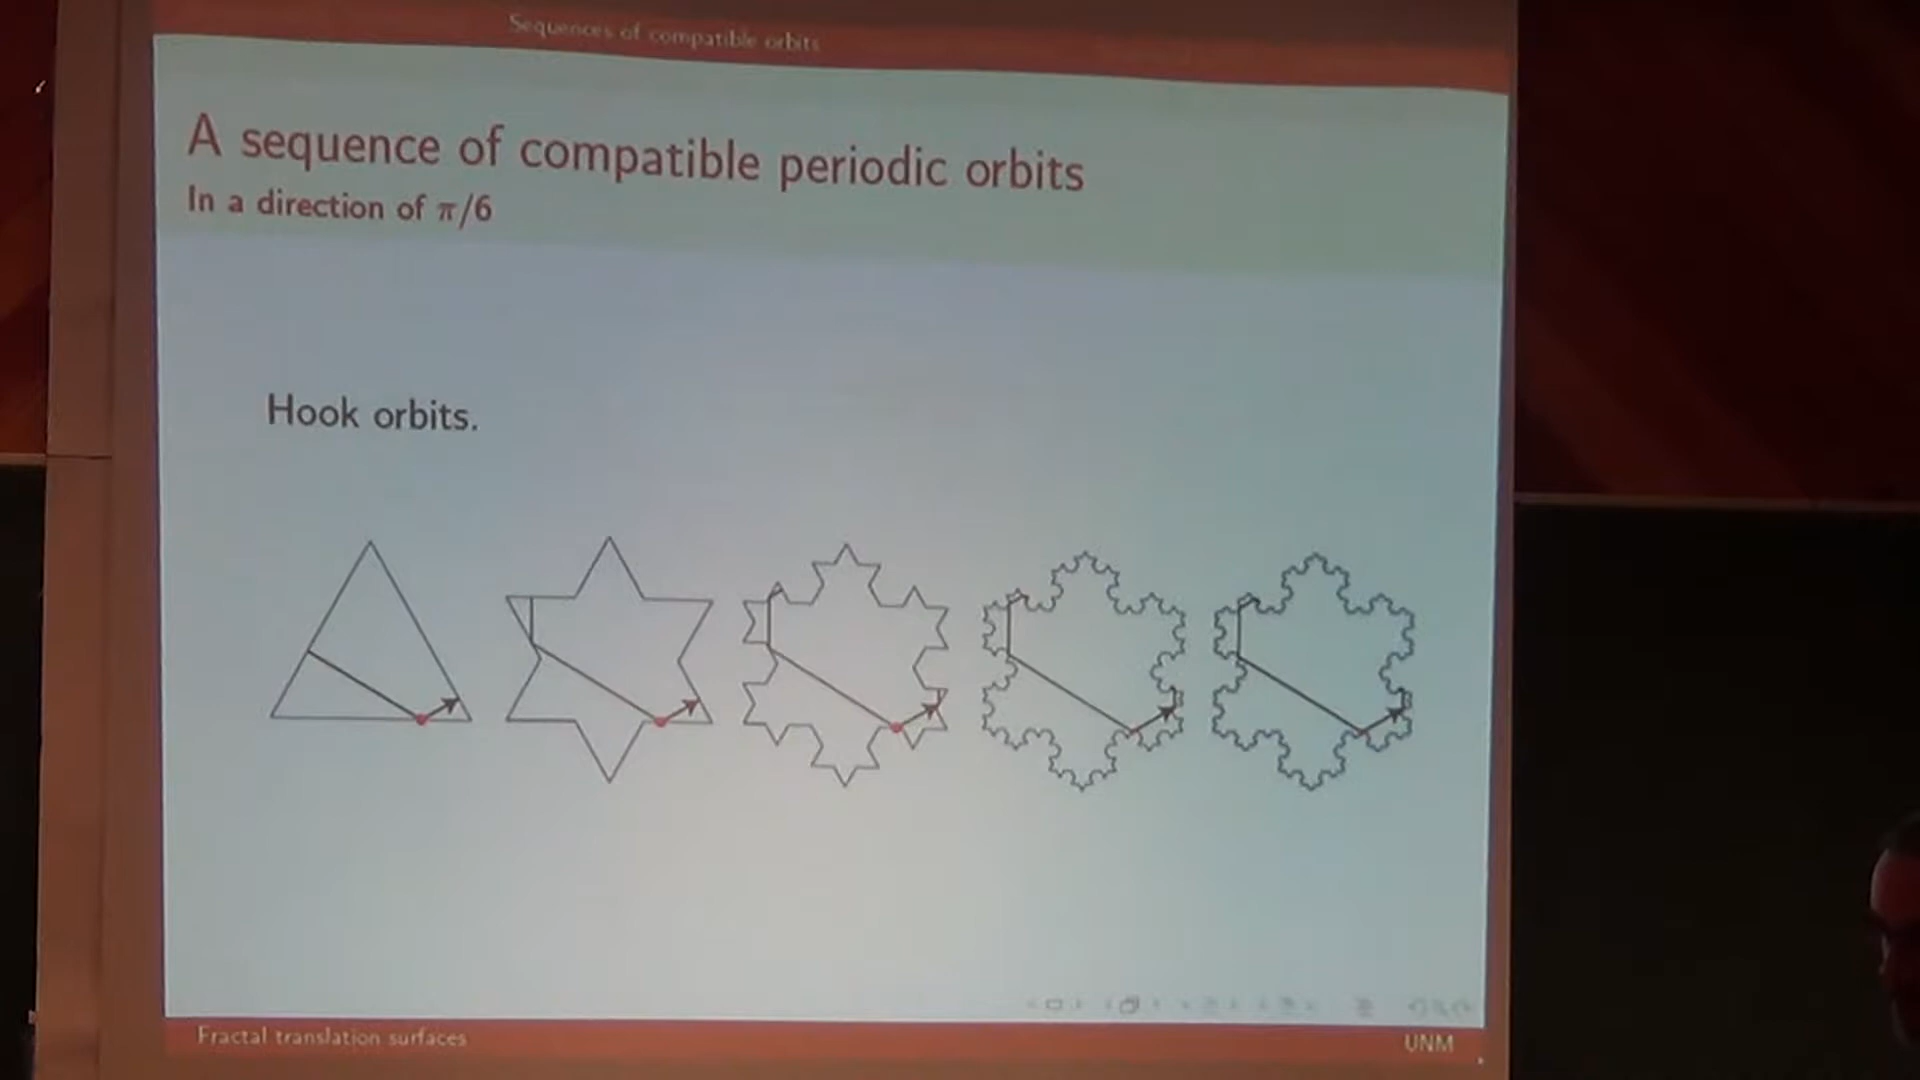 Sequences of compatible orbits
A sequence of compatible periodic orbits
In a direction of π/6
Hook orbits.
Fractal translation surfaces
UNM